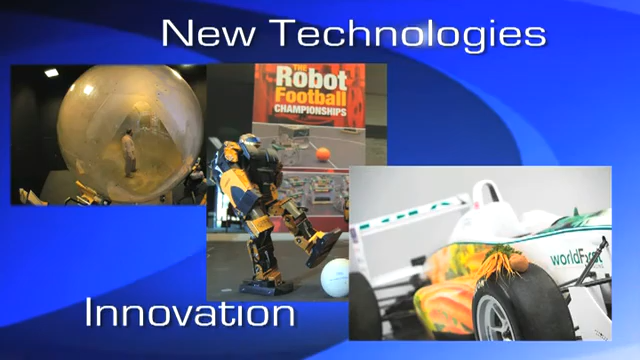 New Technologies
THE
Robot
Football
CHAMPIONSHIPS
worldF
Innovation